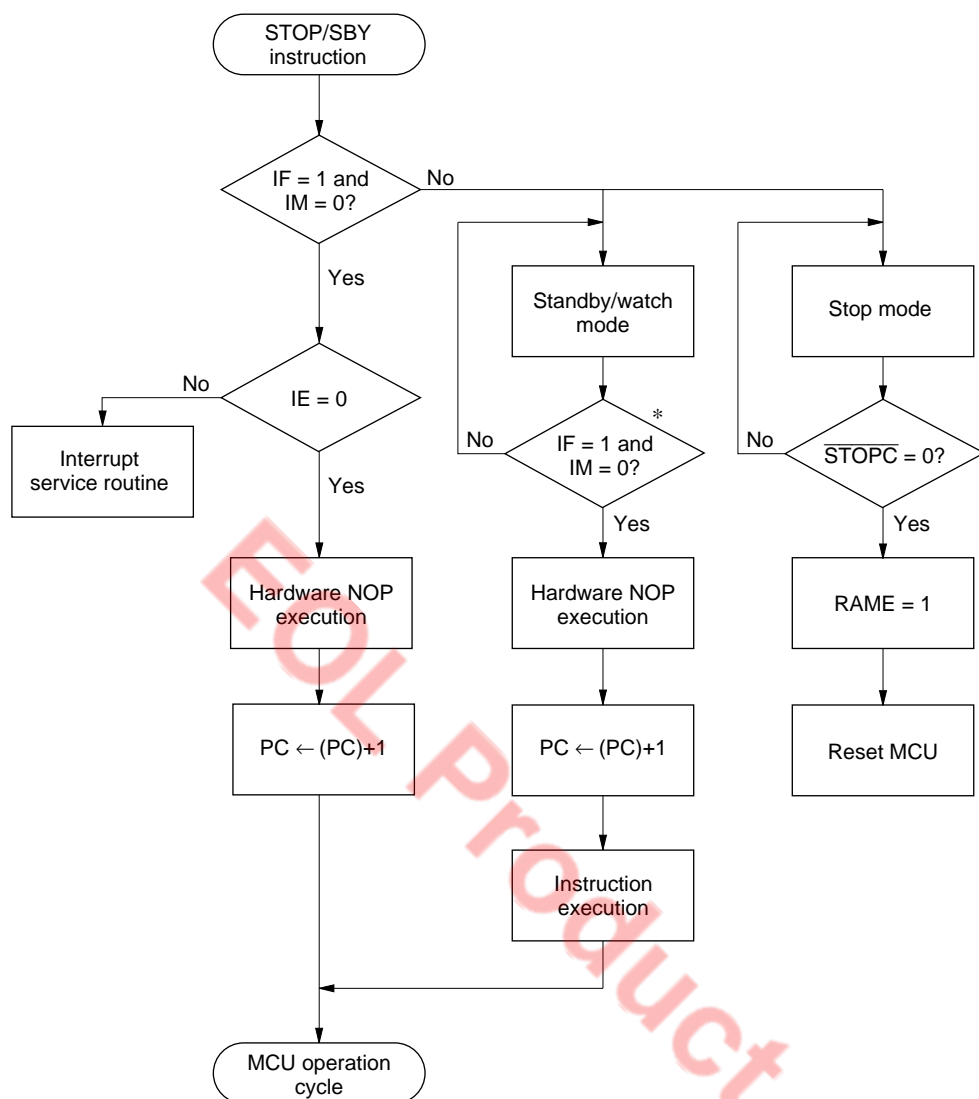 STOP/SBY
instruction
IF = 1 and
IM = 0?
No
Yes
Standby/watch
mode
Stop mode
IE = 0
No
Yes
Interrupt
service routine
*
IF = 1 and
IM = 0?
No
Yes
STOPC = 0?
No
Yes
Hardware NOP
execution
Hardware NOP
execution
RAME = 1
PC ← (PC)+1
PC ← (PC)+1
Reset MCU
Instruction
execution
MCU operation
cycle
EOL Product